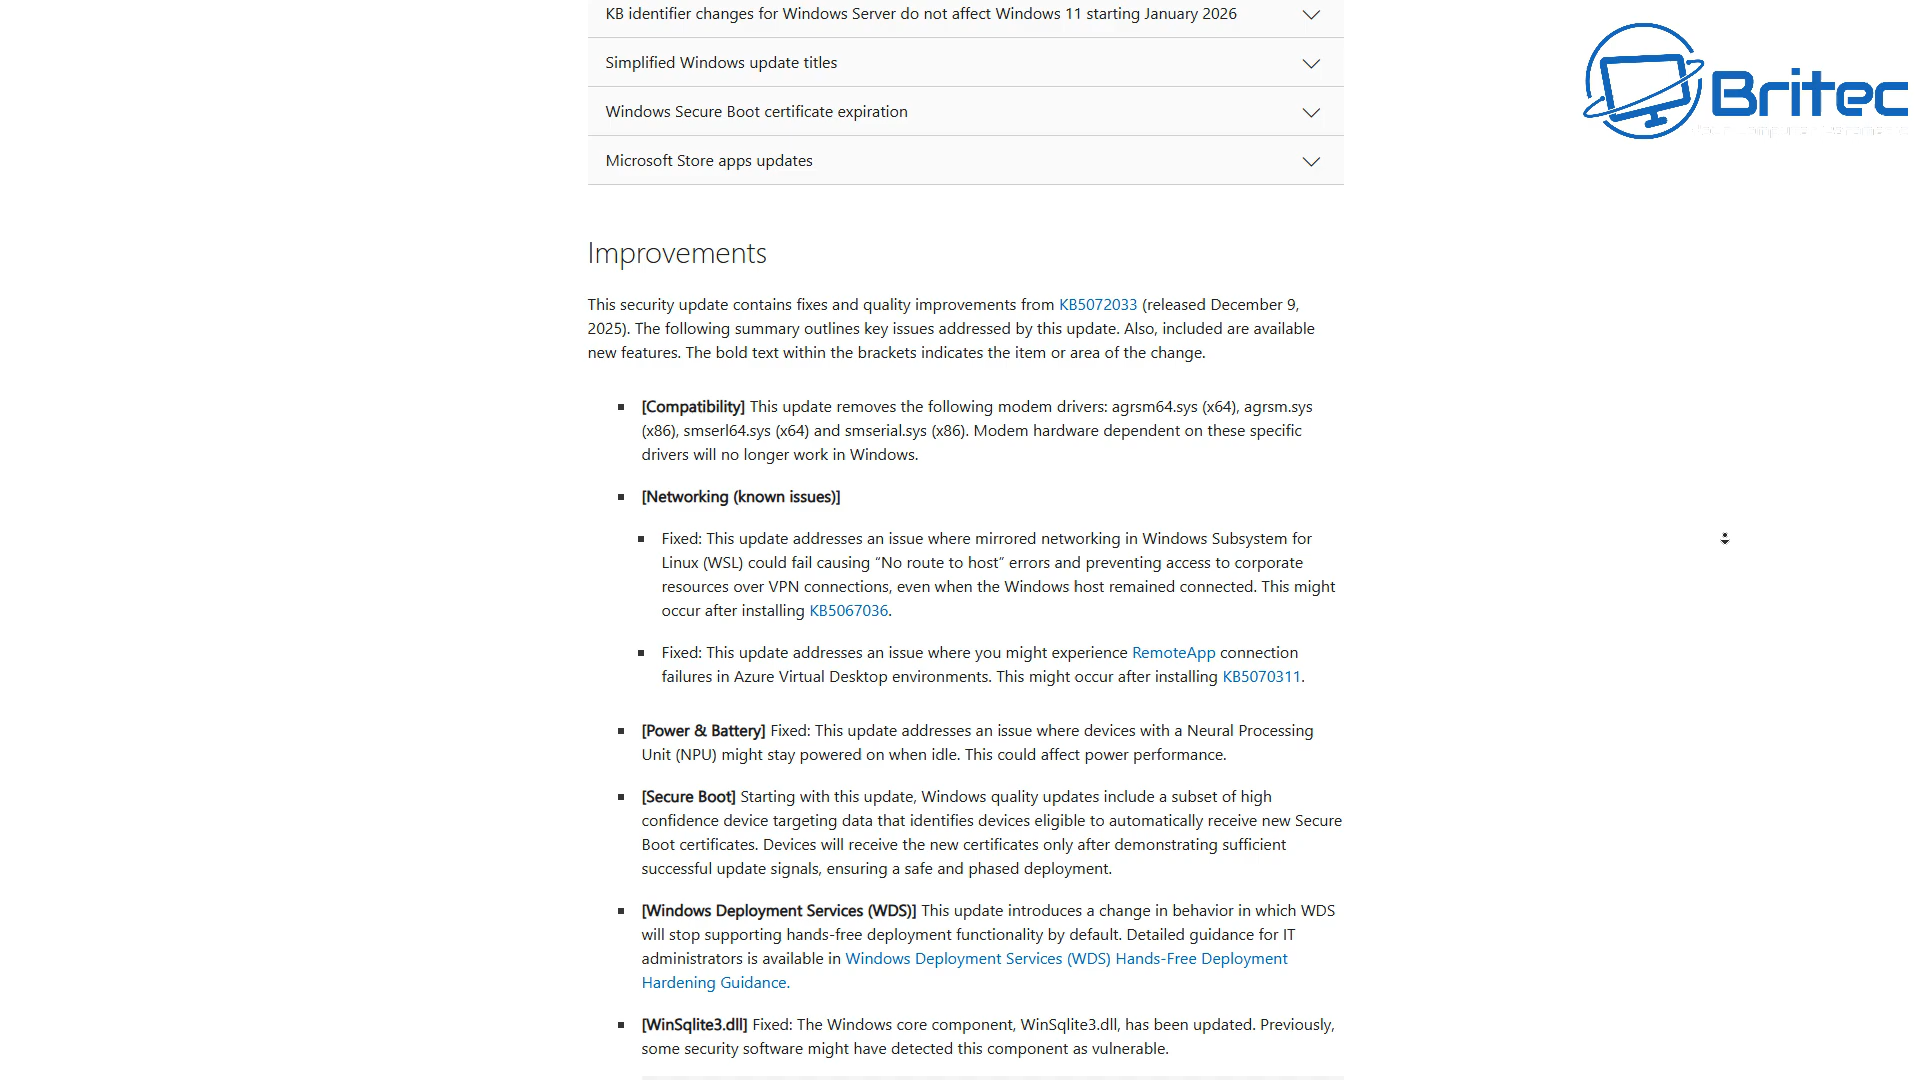 KB identifier changes for Windows Server do not affect Windows 11 starting January 2026
Simplified Windows update titles
Windows Secure Boot certificate expiration
Microsoft Store apps updates
Britec
Improvements
This security update contains fixes and quality improvements from KB5072033 (released December 9,
2025). The following summary outlines key issues addressed by this update. Also, included are available
new features. The bold text within the brackets indicates the item or area of the change.
[Compatibility] This update removes the following modem drivers: agrsm64.sys (x64), agrsm.sys
(x86), smserl64.sys (x64) and smserial.sys (x86). Modem hardware dependent on these specific
drivers will no longer work in Windows.
[Networking (known issues)]
Fixed: This update addresses an issue where mirrored networking in Windows Subsystem for
Linux (WSL) could fail causing “No route to host” errors and preventing access to corporate
resources over VPN connections, even when the Windows host remained connected. This might
occur after installing KB5067036.
Fixed: This update addresses an issue where you might experience RemoteApp connection
failures in Azure Virtual Desktop environments. This might occur after installing KB5070311.
[Power & Battery] Fixed: This update addresses an issue where devices with a Neural Processing
Unit (NPU) might stay powered on when idle. This could affect power performance.
[Secure Boot] Starting with this update, Windows quality updates include a subset of high
confidence device targeting data that identifies devices eligible to automatically receive new Secure
Boot certificates. Devices will receive the new certificates only after demonstrating sufficient
successful update signals, ensuring a safe and phased deployment.
[Windows Deployment Services (WDS)] This update introduces a change in behavior in which WDS
will stop supporting hands-free deployment functionality by default. Detailed guidance for IT
administrators is available in Windows Deployment Services (WDS) Hands-Free Deployment
Hardening Guidance.
[WinSqlite3.dll] Fixed: The Windows core component, WinSqlite3.dll, has been updated. Previously,
some security software might have detected this component as vulnerable.